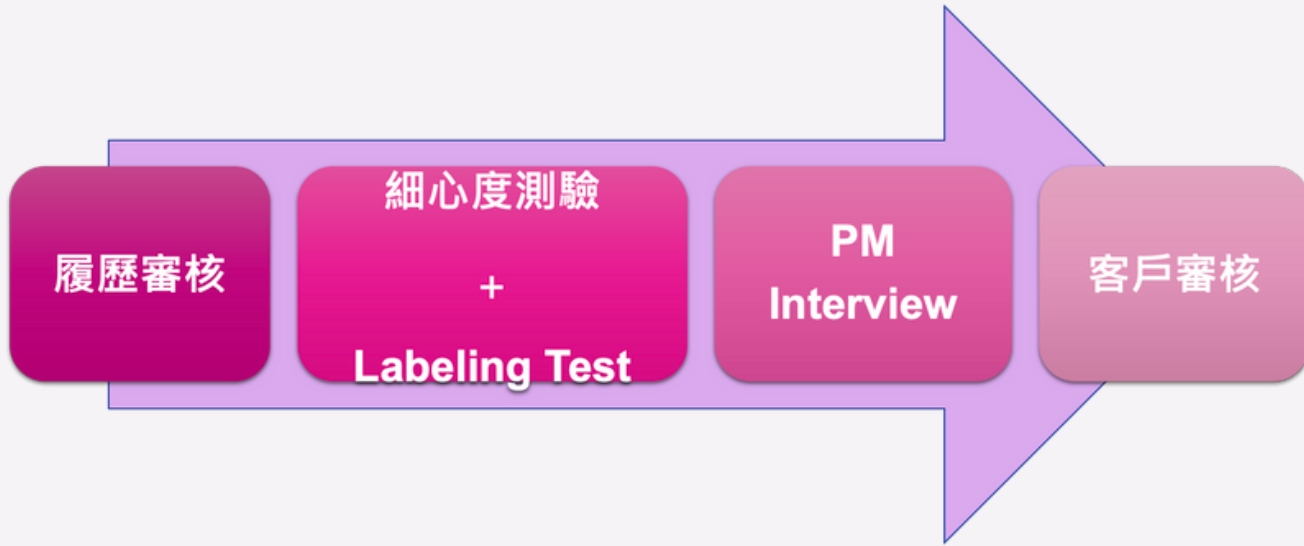 履歷審核
細心度測驗
+
Labeling Test
PM
Interview
客戶審核